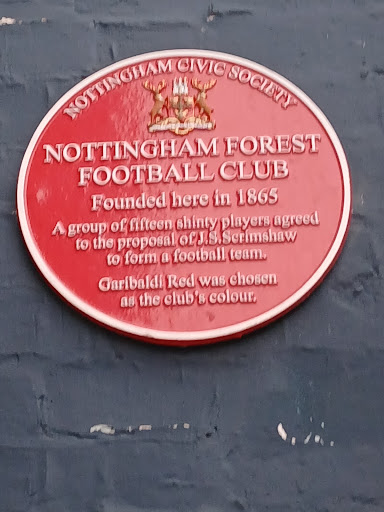 NOTTINGHAM CIVIC SOCIETY
NOTTINGHAM FOREST
FOOTBALL CLUB
Founded here in 1865
A group of fifteen shinty players agreed
to the proposal of J.S.Scrimshaw
to form a football team.
Garibaldi Red was chosen
as the club's colour.